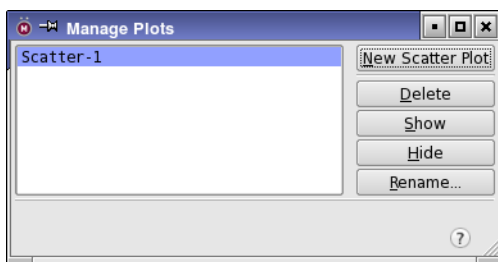 Manage Plots
Scatter-1
New Scatter Plot
Delete
Show
Hide
Rename...
?